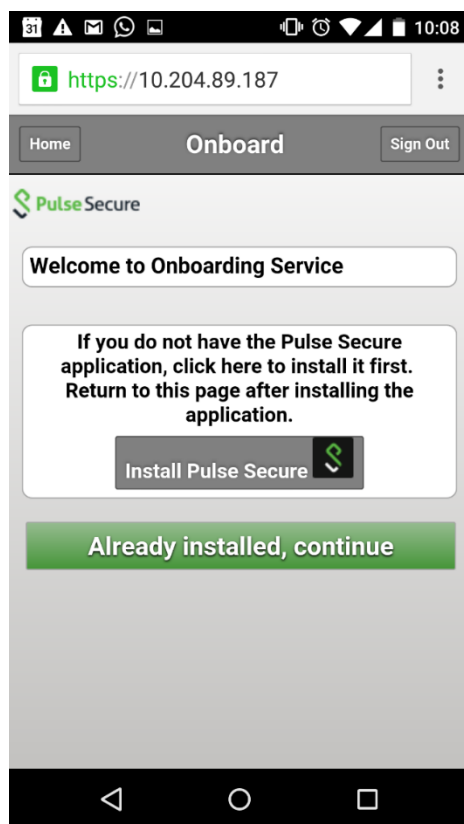 31 10:08
https://10.204.89.187
Home Onboard Sign Out
Pulse Secure
Welcome to Onboarding Service
If you do not have the Pulse Secure
application, click here to install it first.
Return to this page after installing the
application.
Install Pulse Secure
Already installed, continue